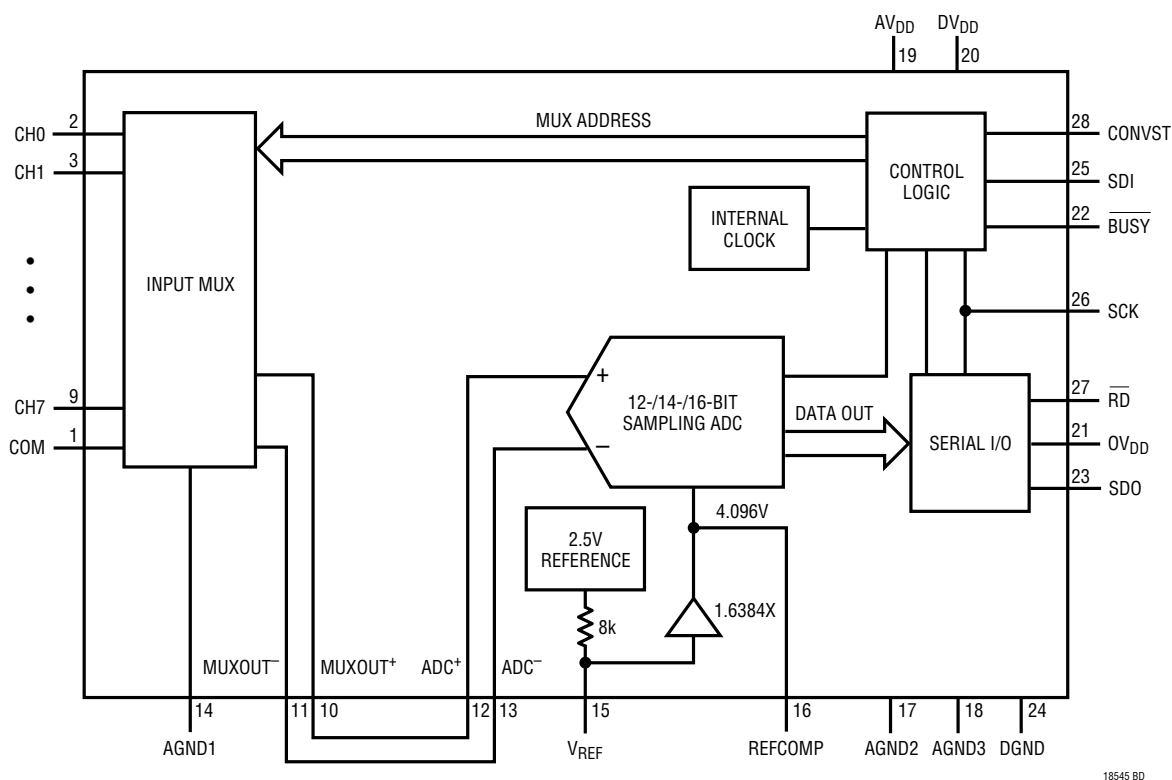 AVDD DVDD
19 20
CH0 2
CH1 3
MUX ADDRESS
28 CONVST
25 SDI
22 BUSY
CONTROL
LOGIC
INTERNAL
CLOCK
INPUT MUX
26 SCK
+
12-/14-/16-BIT
SAMPLING ADC
−
DATA OUT
SERIAL I/O
27 RD
21 OVDD
23 SDO
CH7 9
COM 1
4.096V
2.5V
REFERENCE
1.6384X
8k
MUXOUT− MUXOUT+ ADC+ ADC−
14 11 10 12 13 15 16 17 18 24
AGND1 VREF REFCOMP AGND2 AGND3 DGND
18545 BD